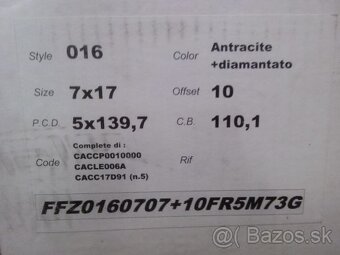 Style 016 Color Antracite
+diamantato
Size 7x17 Offset 10
P.C.D. 5x139,7 C.B. 110,1
Complete di:
CACCP0010000
Code CACLE006A Rif
CACC17D91 (n.5)
FFZ0160707+10FR5M73G
Bazos.sk